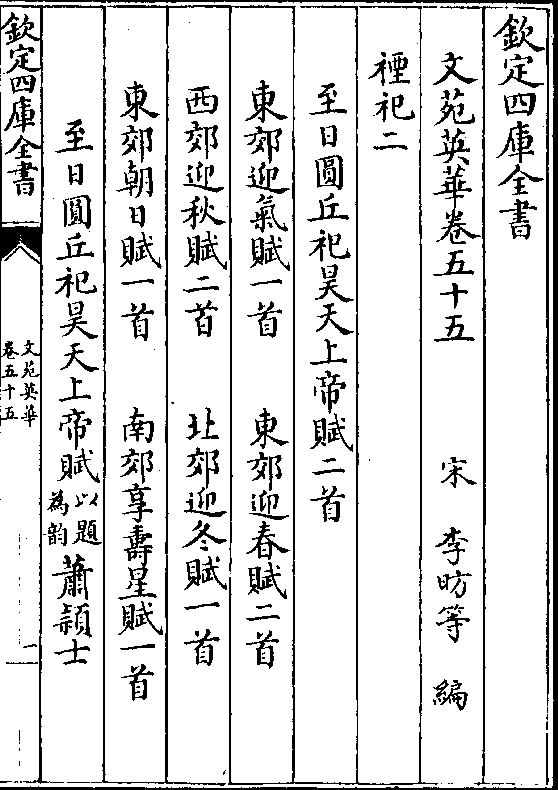 欽定四庫全書
文苑英華卷五十五
宋 李昉等 編
禋祀二
至日圓丘祀昊天上帝賦二首
東郊迎氣賦一首 東郊迎春賦二首
西郊迎秋賦二首 北郊迎冬賦一首
東郊朝日賦一首 南郊享壽星賦一首
至日圓丘祀昊天上帝賦 以題為韵 蕭頴士
欽定四庫全書
文苑英華
卷五十五
一